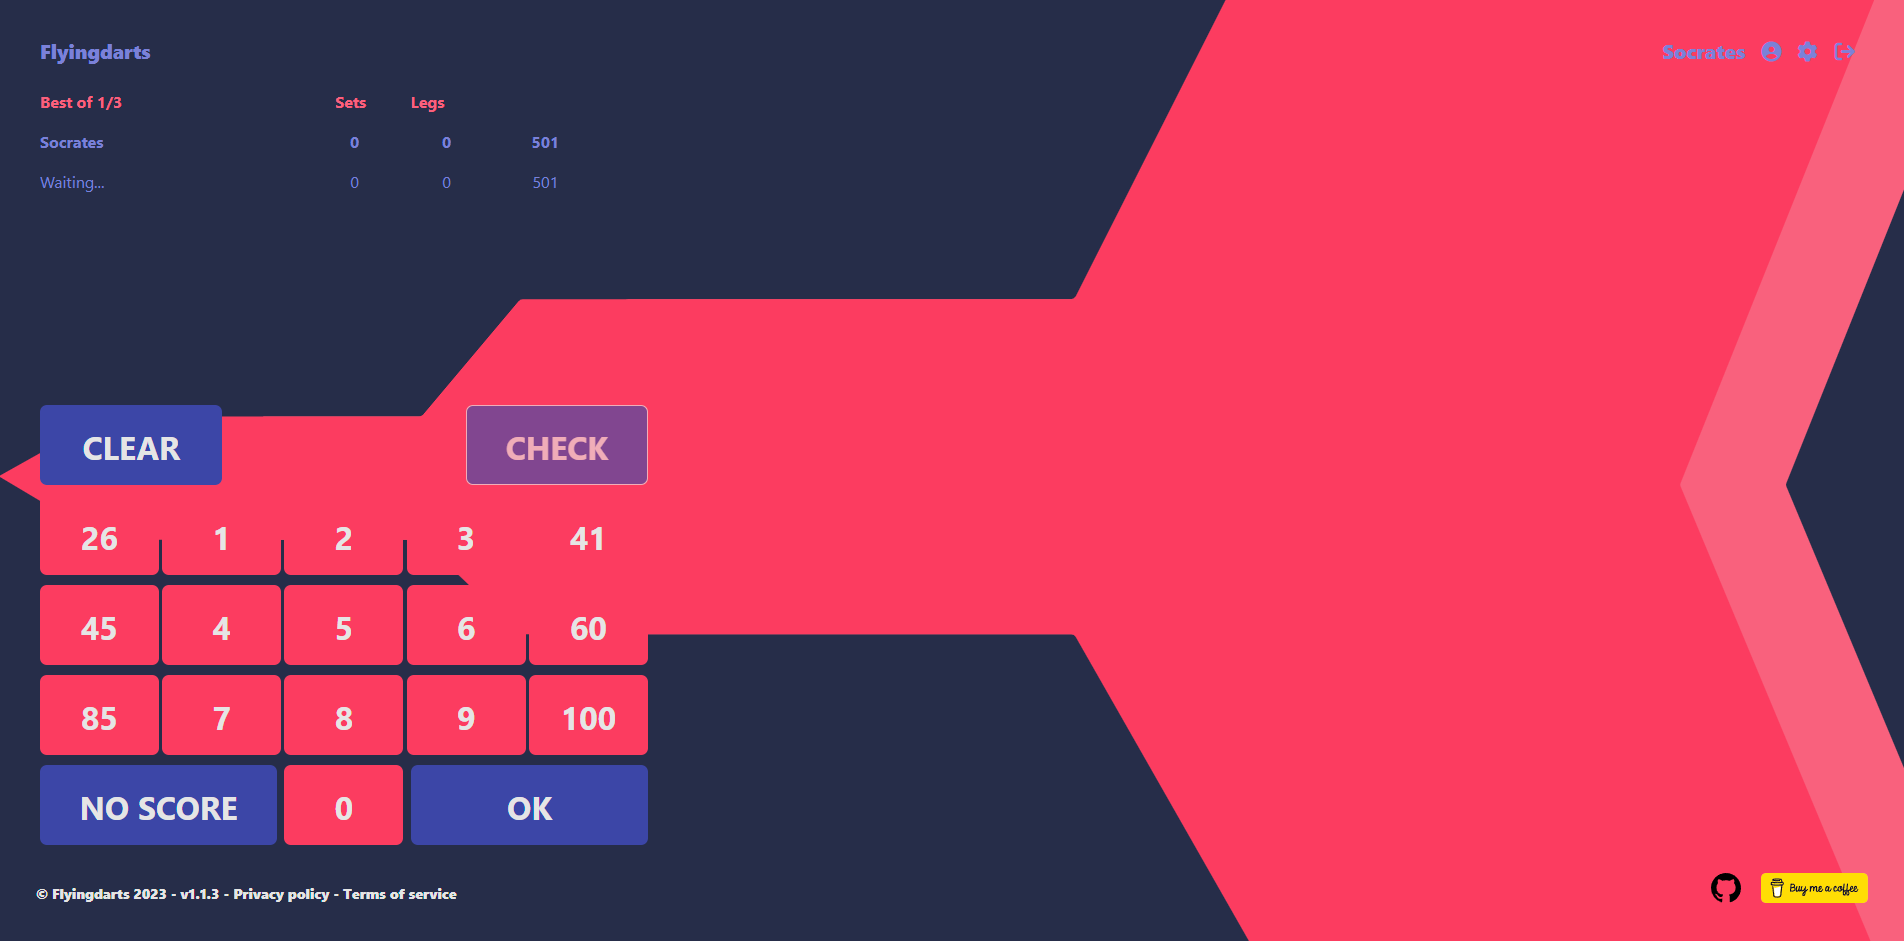 Flyingdarts
Socrates
Best of 1/3 Sets Legs
Socrates 0 0 501
Waiting... 0 0 501
CLEAR CHECK
26 1 2 3 41
45 4 5 6 60
85 7 8 9 100
NO SCORE 0 OK
© Flyingdarts 2023 - v1.1.3 - Privacy policy - Terms of service
Buy me a coffee